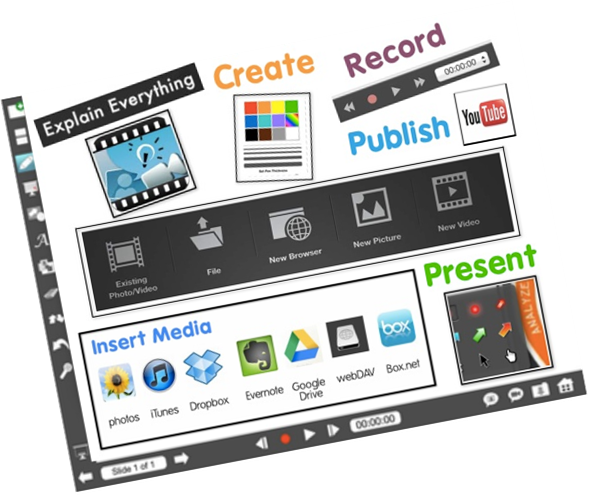 Explain Everything
Create
Record
00:00:00
Publish
YouTube
Existing
Photo/Video
File
New Browser
New Picture
New Video
Present
ANALYZE
Insert Media
photos
iTunes
Dropbox
Evernote
Google
Drive
webDAV
box
Box.net
Slide 1 of 1
00:00:00